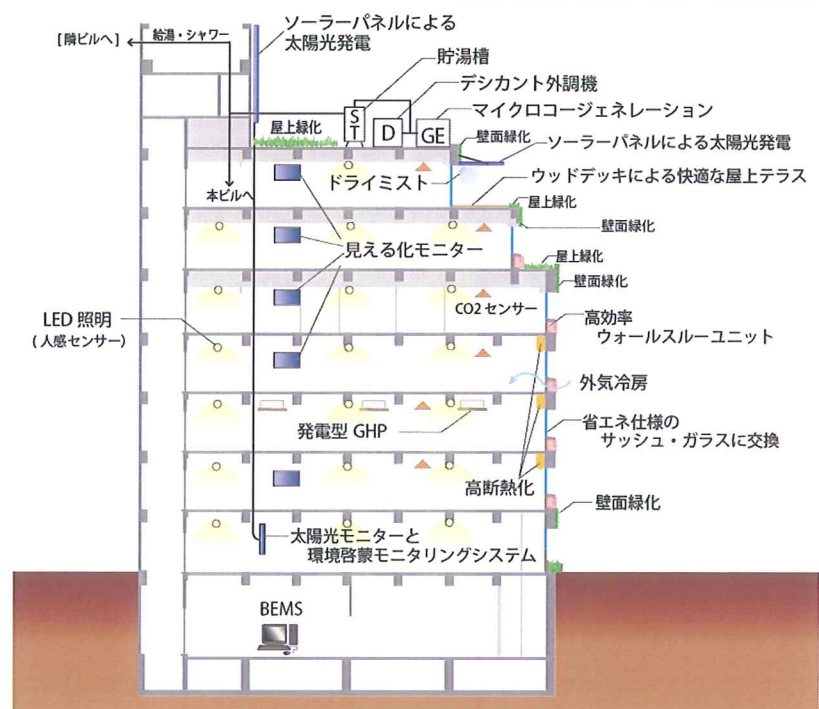 ソーラーパネルによる
太陽光発電
給湯・シャワー
[隣ビルへ]
貯湯槽
デシカント外調機
マイクロコージェネレーション
ST
D
GE
屋上緑化
壁面緑化
ソーラーパネルによる太陽光発電
ドライミスト
ウッドデッキによる快適な屋上テラス
本ビルへ
屋上緑化
壁面緑化
見える化モニター
屋上緑化
壁面緑化
CO2 センサー
LED 照明
(人感センサー)
高効率
ウォールスルーユニット
外気冷房
発電型 GHP
省エネ仕様の
サッシュ・ガラスに交換
高断熱化
壁面緑化
太陽光モニターと
環境啓蒙モニタリングシステム
BEMS